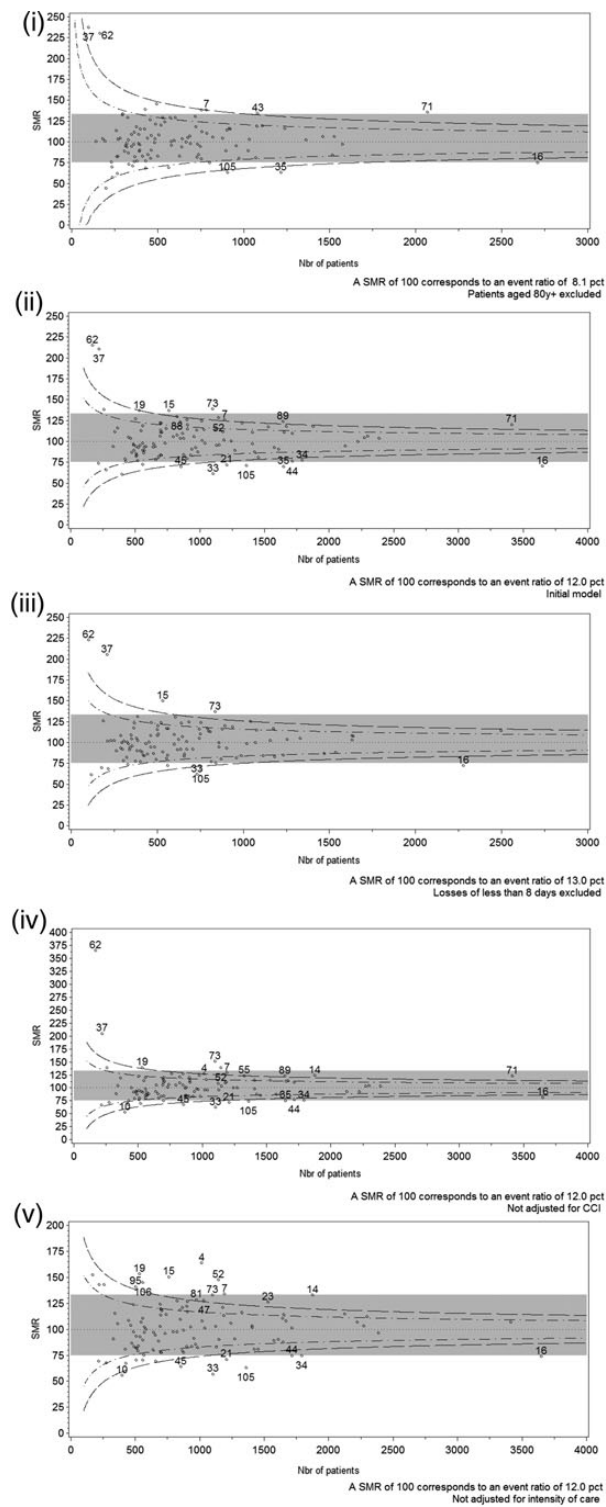 (i)
250
225
37 62
200
175
150
7 43 71
125
SMR
100
75
105 35 16
50
25
0
0 500 1000 1500 2000 2500 3000
Nbr of patients
A SMR of 100 corresponds to an event ratio of 8.1 pct
Patients aged 80y+ excluded
(ii)
250
225
62
37
200
175
150
19 15 73 7 89 71
125
88 52
SMR
100
75
45 33 21 105 35 44 34 16
50
25
0
0 500 1000 1500 2000 2500 3000 3500 4000
Nbr of patients
A SMR of 100 corresponds to an event ratio of 12.0 pct
Initial model
(iii)
250
225
62 37
200
175
150
15 73
125
SMR
100
75
33 105 16
50
25
0
0 500 1000 1500 2000 2500 3000
Nbr of patients
A SMR of 100 corresponds to an event ratio of 13.0 pct
Losses of less than 8 days excluded
(iv)
400
375
62
350
325
300
275
250
225
37
200
175
150
19 73 4 7 55 89 14 71
125
52
SMR
100
75
10 45 33 21 105 35 44 34 16
50
25
0
0 500 1000 1500 2000 2500 3000 3500 4000
Nbr of patients
A SMR of 100 corresponds to an event ratio of 12.0 pct
Not adjusted for CCI
(v)
200
175
4
19 15 52
150
95 106 81 73 7 23 14
125
47
SMR
100
75
10 45 33 21 105 44 34 16
50
25
0
0 500 1000 1500 2000 2500 3000 3500 4000
Nbr of patients
A SMR of 100 corresponds to an event ratio of 12.0 pct
Not adjusted for intensity of care